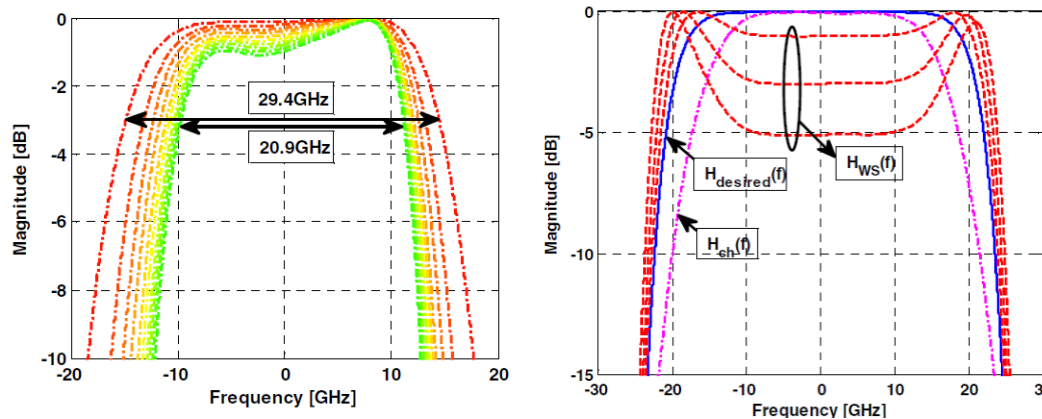 Magnitude [dB]
0
-2
-4
-6
-8
-10
29.4GHz
20.9GHz
-20
-10
0
10
20
Frequency [GHz]
Magnitude [dB]
0
-5
-10
-15
H_desired(f)
H_WS(f)
H_ch(f)
-30
-20
-10
0
10
20
30
Frequency [GHz]